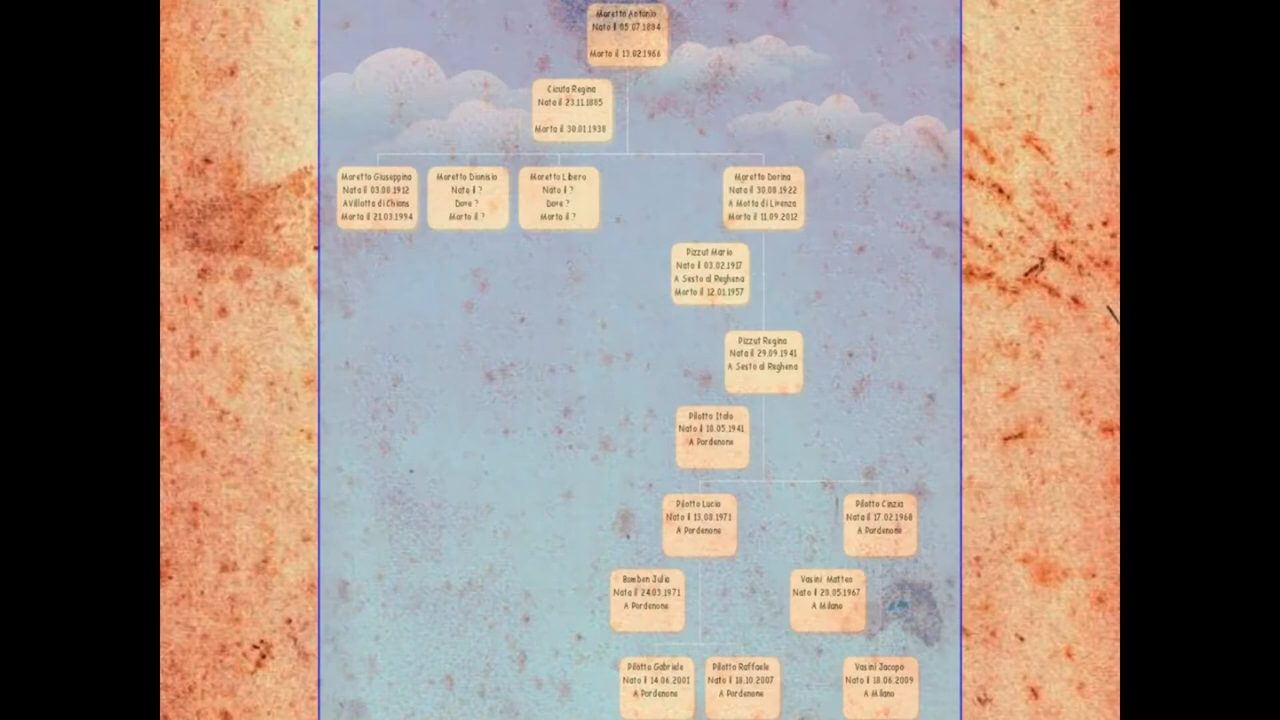 Moretto Antonio
Nato il 05.07.1884
Morto il 13.02.1966
Cicuto Regina
Nata il 23.11.1885
Morta il 30.01.1938
Moretto Giuseppina
Nata il 03.08.1912
A Villotta di Chions
Morta il 21.03.1994
Moretto Dionisio
Nato il ?
Dove ?
Morto il ?
Moretto Libero
Nato il ?
Dove ?
Morto il ?
Moretto Dorina
Nata il 30.08.1922
A Motta di Livenza
Morta il 11.09.2012
Pizzut Mario
Nato il 03.02.1917
A Sesto al Reghena
Morto il 12.01.1957
Pizzut Regina
Nata il 29.09.1941
A Sesto al Reghena
Pilotto Italo
Nato il 18.05.1941
A Pordenone
Pilotto Lucio
Nato il 13.08.1971
A Pordenone
Pilotto Cinzia
Nata il 17.02.1968
A Pordenone
Bomben Julia
Nata il 24.03.1971
A Pordenone
Vasini Matteo
Nato il 20.05.1967
A Milano
Pilotto Gabriele
Nato il 14.06.2001
A Pordenone
Pilotto Raffaele
Nato il 18.10.2007
A Pordenone
Vasini Jacopo
Nato il 18.06.2009
A Milano